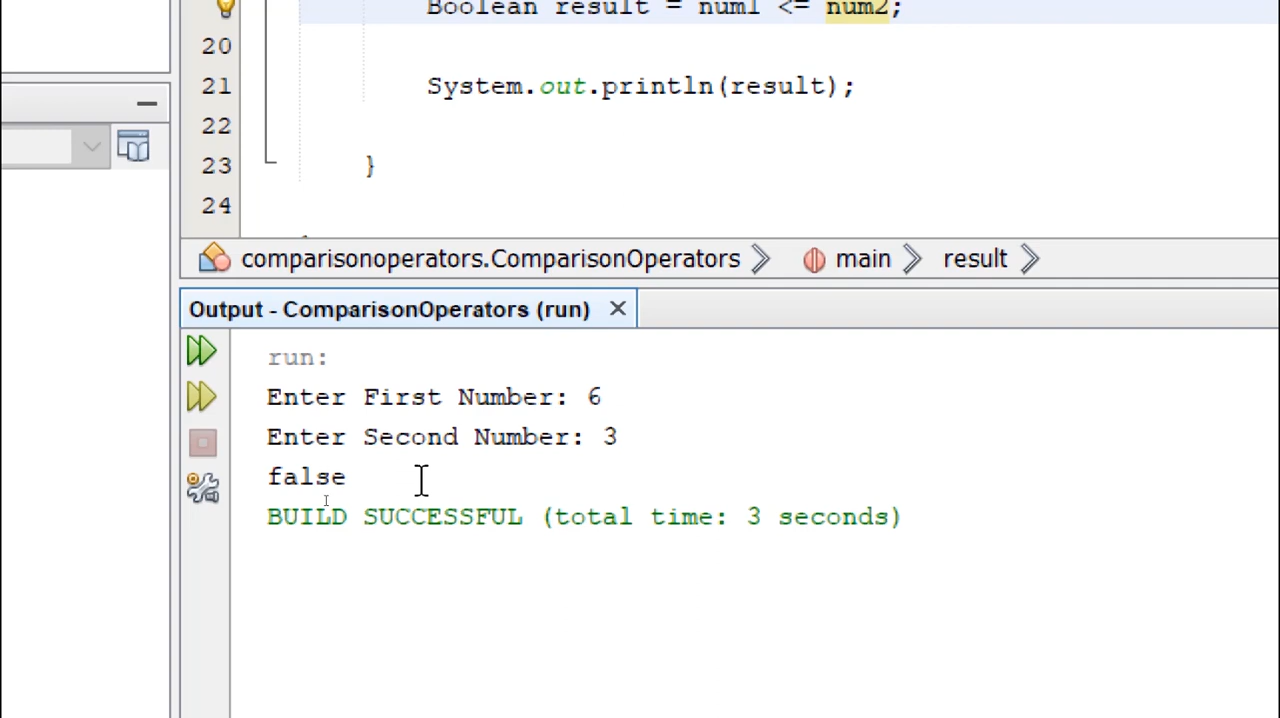 Boolean result = num1 <= num2;
20
21 System.out.println(result);
22
23 }
24
comparisonoperators.ComparisonOperators main result
Output - ComparisonOperators (run)
run:
Enter First Number: 6
Enter Second Number: 3
false
BUILD SUCCESSFUL (total time: 3 seconds)